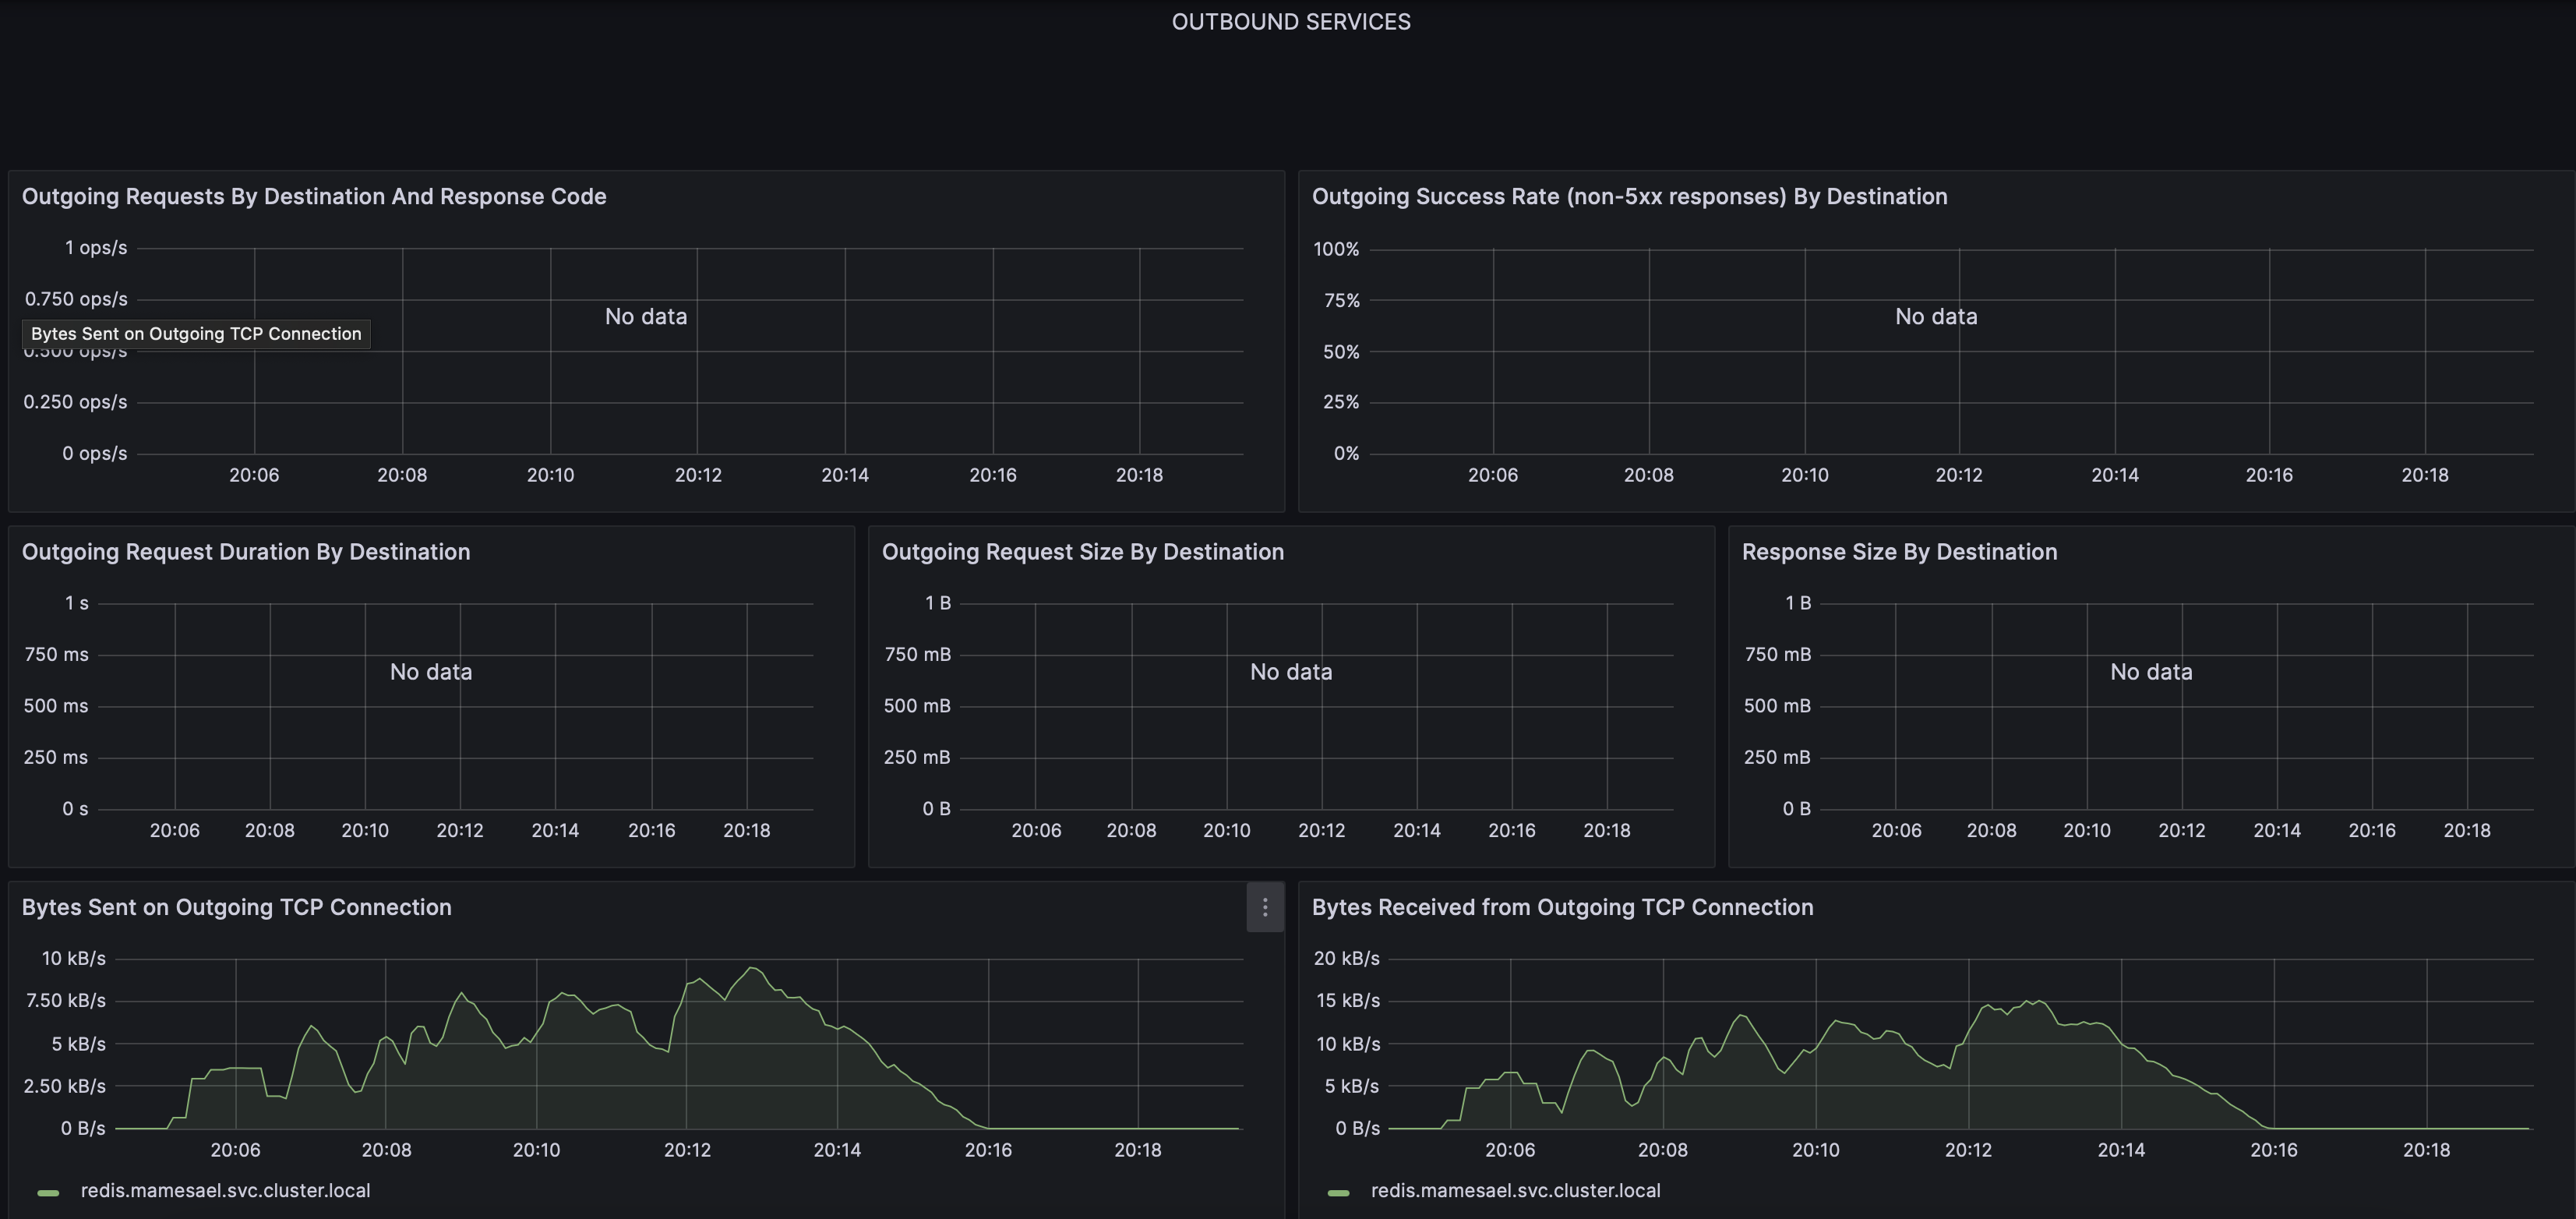 OUTBOUND SERVICES
Outgoing Requests By Destination And Response Code
1 ops/s
0.750 ops/s
No data
Bytes Sent on Outgoing TCP Connection
0.500 ops/s
0.250 ops/s
0 ops/s
20:06 20:08 20:10 20:12 20:14 20:16 20:18
Outgoing Success Rate (non-5xx responses) By Destination
100%
75%
No data
50%
25%
0%
20:06 20:08 20:10 20:12 20:14 20:16 20:18
Outgoing Request Duration By Destination
1 s
750 ms
No data
500 ms
250 ms
0 s
20:06 20:08 20:10 20:12 20:14 20:16 20:18
Outgoing Request Size By Destination
1 B
750 mB
No data
500 mB
250 mB
0 B
20:06 20:08 20:10 20:12 20:14 20:16 20:18
Response Size By Destination
1 B
750 mB
No data
500 mB
250 mB
0 B
20:06 20:08 20:10 20:12 20:14 20:16 20:18
Bytes Sent on Outgoing TCP Connection
10 kB/s
7.50 kB/s
5 kB/s
2.50 kB/s
0 B/s
20:06 20:08 20:10 20:12 20:14 20:16 20:18
redis.mamesael.svc.cluster.local
Bytes Received from Outgoing TCP Connection
20 kB/s
15 kB/s
10 kB/s
5 kB/s
0 B/s
20:06 20:08 20:10 20:12 20:14 20:16 20:18
redis.mamesael.svc.cluster.local